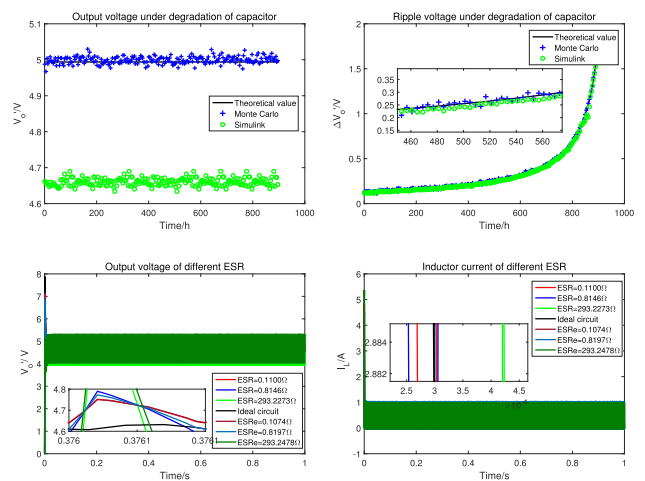 Output voltage under degradation of capacitor
5.1
5
4.9
4.8
4.7
4.6
0 200 400 600 800 1000
Vo'/V
Time/h
Theoretical value
Monte Carlo
Simulink
Ripple voltage under degradation of capacitor
2
1.5
1
0.5
0
0 200 400 600 800 1000
ΔVo'/V
Time/h
Theoretical value
Monte Carlo
Simulink
0.35
0.3
0.25
0.2
0.15
460 480 500 520 540 560
Output voltage of different ESR
8
7
6
5
4
3
2
1
0
0 0.2 0.4 0.6 0.8 1
Vo'/ V
Time/s
ESR=0.1100Ω
ESR=0.8146Ω
ESR=293.2273Ω
Ideal circuit
ESRe=0.1074Ω
ESRe=0.8197Ω
ESRe=293.2478Ω
4.8
4.7
4.6
0.376 0.3761 0.3761
Inductor current of different ESR
6
5
4
3
2
1
0
-1
0 0.2 0.4 0.6 0.8 1
IL/A
Time/s
ESR=0.1100Ω
ESR=0.8146Ω
ESR=293.2273Ω
Ideal circuit
ESRe=0.1074Ω
ESRe=0.8197Ω
ESRe=293.2478Ω
2.884
2.882
2.5 3 3.5 4 4.5